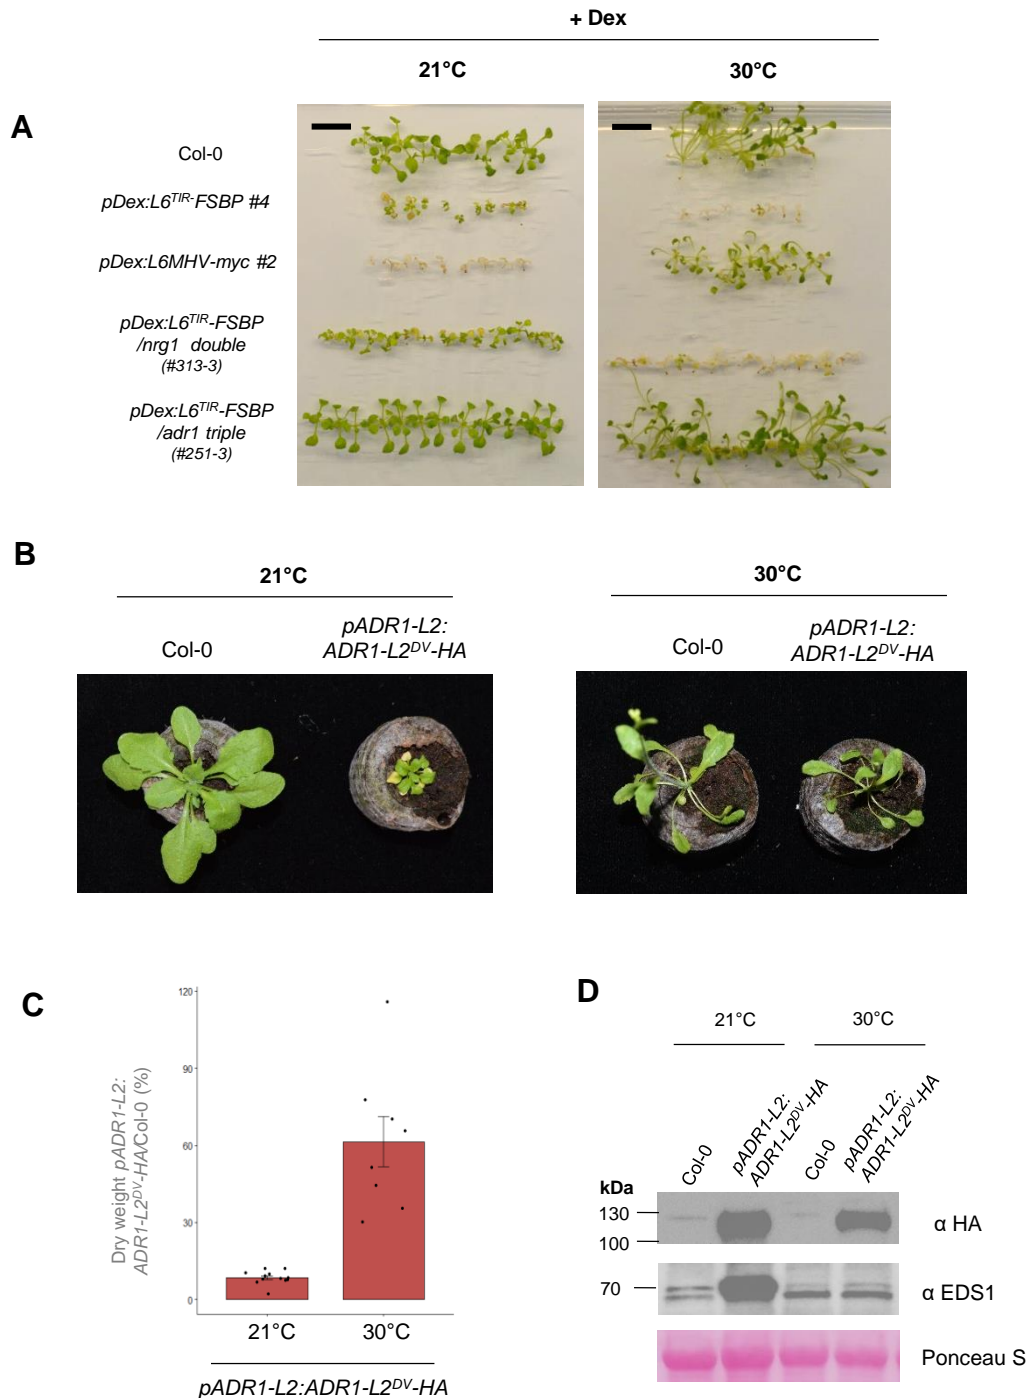 + Dex
21°C
30°C
A
Col-0
pDex:L6TIR-FSBP #4
pDex:L6MHV-myc #2
pDex:L6TIR-FSBP
/nrg1 double
(#313-3)
pDex:L6TIR-FSBP
/adr1 triple
(#251-3)
B
21°C
30°C
Col-0
pADR1-L2:
ADR1-L2DV-HA
Col-0
pADR1-L2:
ADR1-L2DV-HA
C
Dry weight pADR1-L2:
ADR1-L2DV-HA/Col-0 (%)
120
90
60
30
0
21°C
30°C
pADR1-L2:ADR1-L2DV-HA
D
21°C
30°C
Col-0
pADR1-L2:
ADR1-L2DV-HA
Col-0
pADR1-L2:
ADR1-L2DV-HA
kDa
130
100
α HA
70
α EDS1
Ponceau S